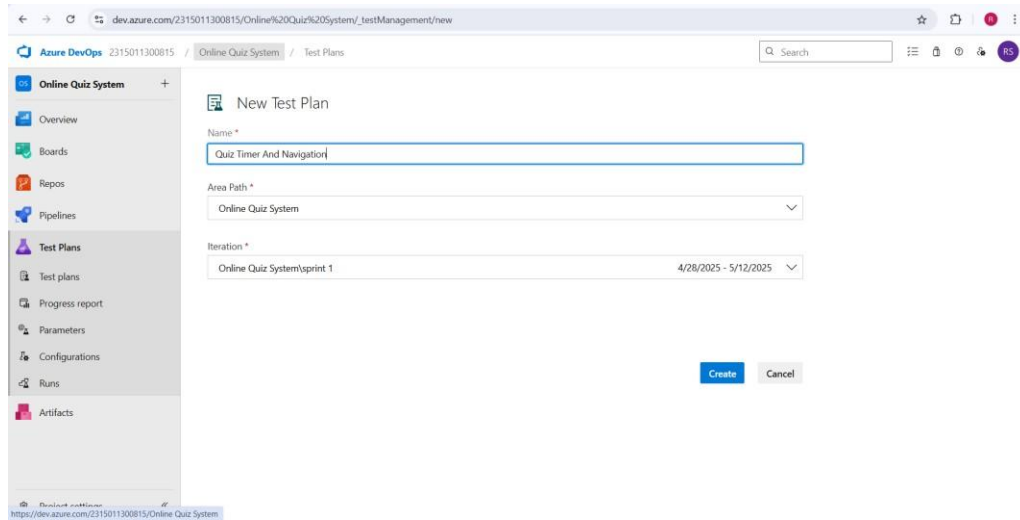 dev.azure.com/2315011300815/Online%20Quiz%20System/_testManagement/new
R
Azure DevOps 2315011300815 / Online Quiz System / Test Plans
Search
RS
OS Online Quiz System +
Overview
Boards
Repos
Pipelines
Test Plans
Test plans
Progress report
Parameters
Configurations
Runs
Artifacts
Project settings
New Test Plan
Name *
Quiz Timer And Navigation
Area Path *
Online Quiz System
Iteration *
Online Quiz System\sprint 1 4/28/2025 - 5/12/2025
Create Cancel
https://dev.azure.com/2315011300815/Online Quiz System